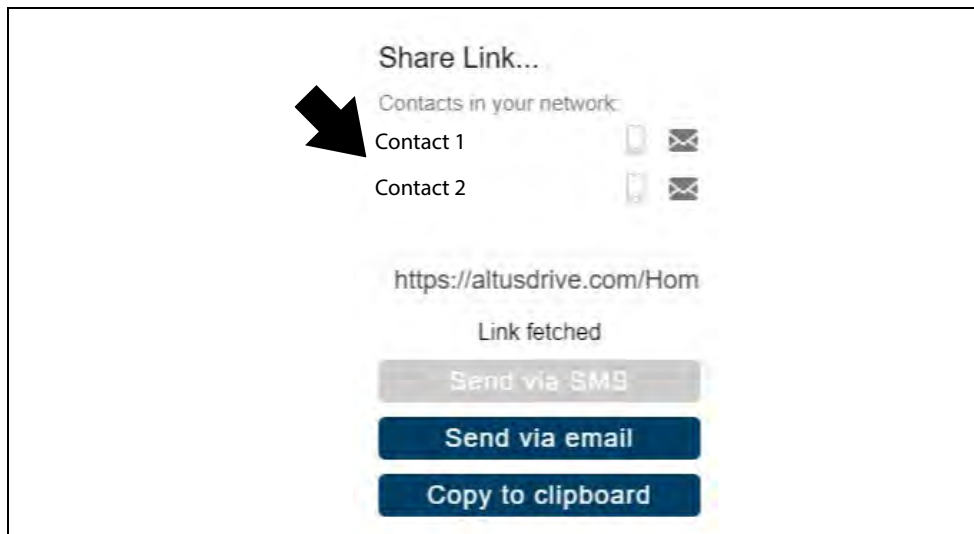 Share Link...
Contacts in your network:
Contact 1
Contact 2
https://altusdrive.com/Hom
Link fetched
Send via SMS
Send via email
Copy to clipboard